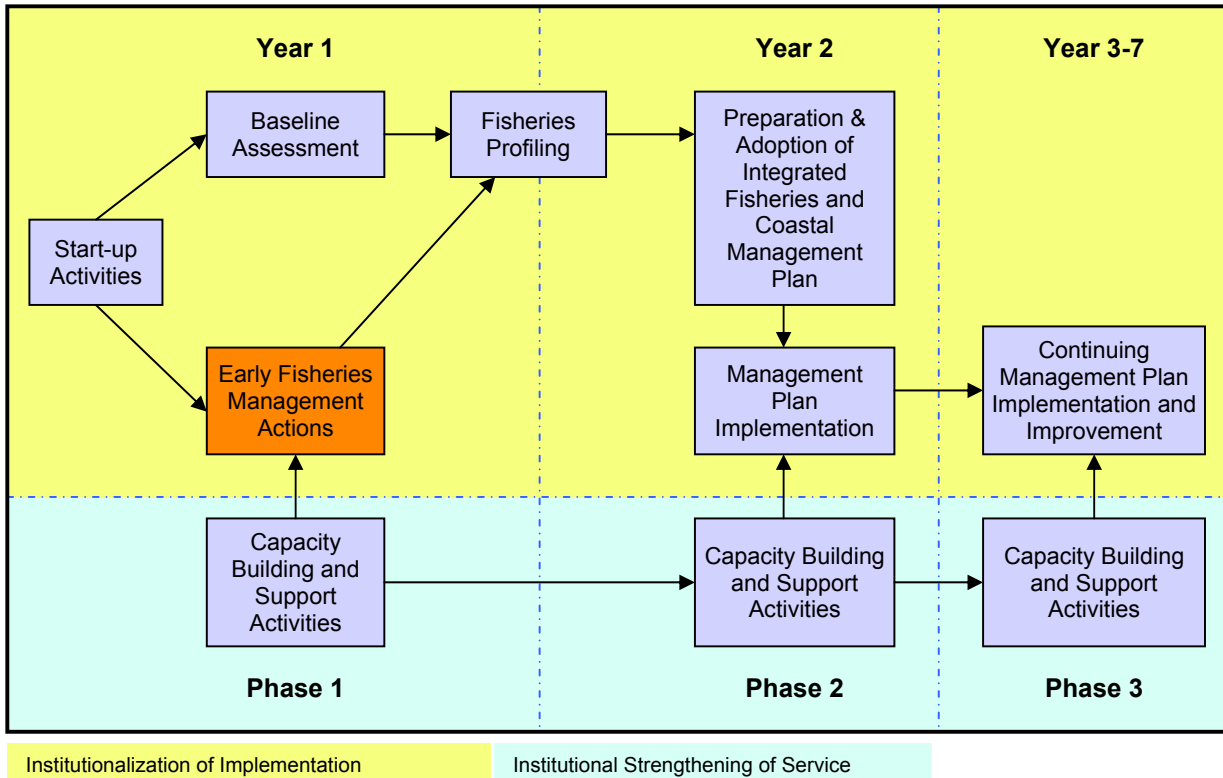 Year 1
Year 2
Year 3-7
Baseline
Assessment
Fisheries
Profiling
Preparation &
Adoption of
Integrated
Fisheries and
Coastal
Management
Plan
Start-up
Activities
Early Fisheries
Management
Actions
Management
Plan
Implementation
Continuing
Management Plan
Implementation and
Improvement
Capacity
Building and
Support
Activities
Capacity Building
and Support
Activities
Capacity Building
and Support
Activities
Phase 1
Phase 2
Phase 3
Institutionalization of Implementation
Institutional Strengthening of Service